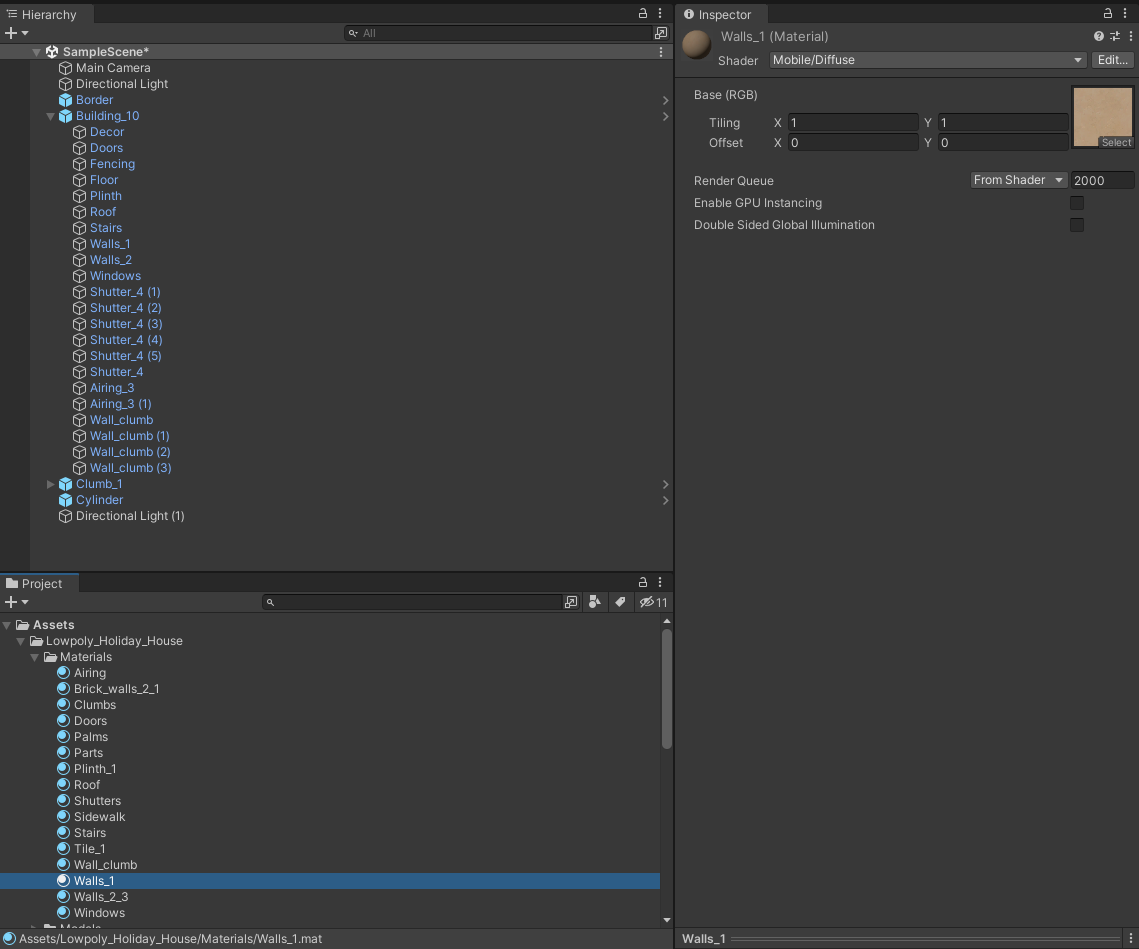 Hierarchy
All
SampleScene*
Main Camera
Directional Light
Border
Building_10
Decor
Doors
Fencing
Floor
Plinth
Roof
Stairs
Walls_1
Walls_2
Windows
Shutter_4 (1)
Shutter_4 (2)
Shutter_4 (3)
Shutter_4 (4)
Shutter_4 (5)
Shutter_4
Airing_3
Airing_3 (1)
Wall_clumb
Wall_clumb (1)
Wall_clumb (2)
Wall_clumb (3)
Clumb_1
Cylinder
Directional Light (1)
Project
11
Assets
Lowpoly_Holiday_House
Materials
Airing
Brick_walls_2_1
Clumbs
Doors
Palms
Parts
Plinth_1
Roof
Shutters
Sidewalk
Stairs
Tile_1
Wall_clumb
Walls_1
Walls_2_3
Windows
Models
Assets/Lowpoly_Holiday_House/Materials/Walls_1.mat
Inspector
Walls_1 (Material)
Shader Mobile/Diffuse Edit...
Base (RGB)
Tiling X 1 Y 1
Offset X 0 Y 0
Select
Render Queue From Shader 2000
Enable GPU Instancing
Double Sided Global Illumination
Walls_1